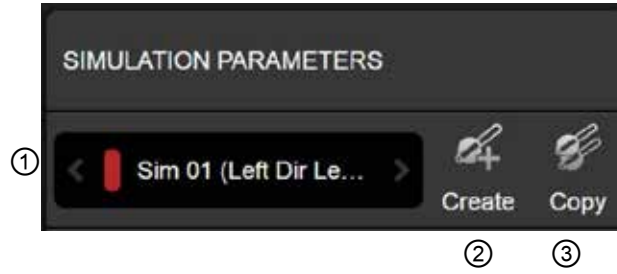 SIMULATION PARAMETERS
① Sim 01 (Left Dir Le...
Create Copy
② ③